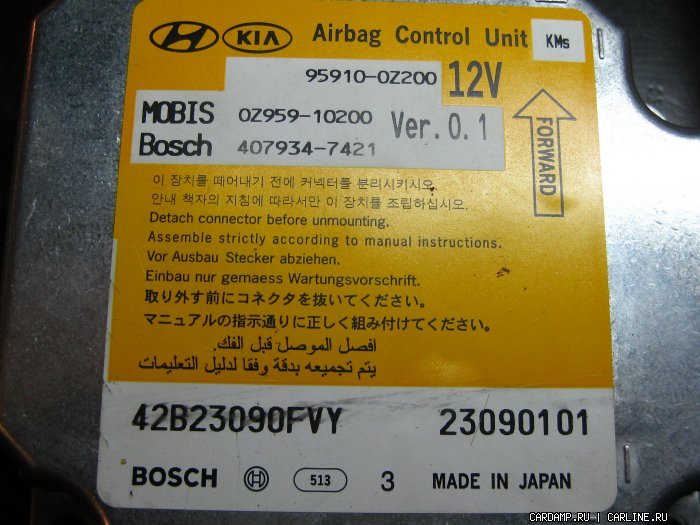 HYUNDAI KIA Airbag Control Unit KMs
95910-0Z200 12V
MOBIS 0Z959-10200 Ver.0.1
Bosch 407934-7421
FORWARD
이 장치를 떼어내기 전에 커넥터를 분리시키시오.
안내 책자의 지침에 따라서만 이 장치를 조립하십시오.
Detach connector before unmounting.
Assemble strictly according to manual instructions.
Vor Ausbau Stecker abziehen.
Einbau nur gemaess Wartungsvorschrift.
取り外す前にコネクタを抜いてください。
マニュアルの指示通りに正しく組み付けてください。
افصل الموصل قبل الفك.
يتم تجميعه بدقة وفقا لدليل التعليمات
42B23090FVY 23090101
BOSCH 513 3 MADE IN JAPAN
CARDAMP.RU | CARLINE.RU